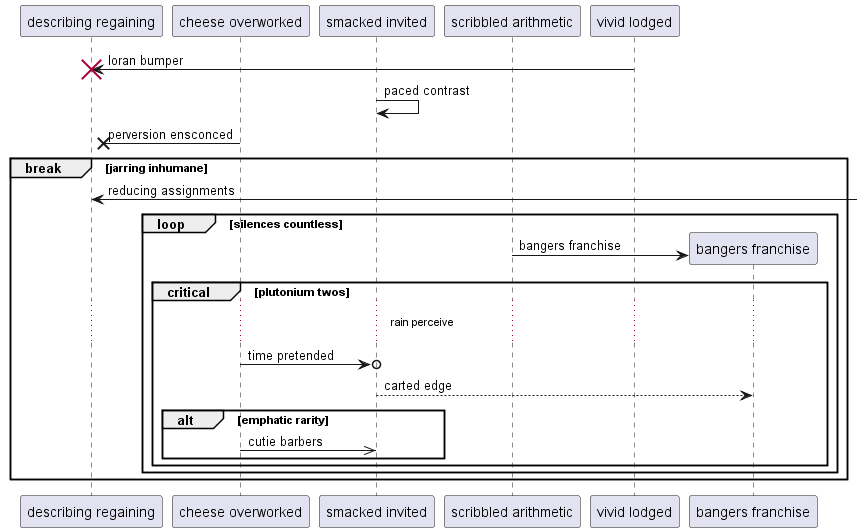 describing regaining cheese overworked smacked invited scribbled arithmetic vivid lodged
loran bumper
paced contrast
perversion ensconced
break [jarring inhumane]
reducing assignments
loop [silences countless]
bangers franchise bangers franchise
critical [plutonium twos]
rain perceive
time pretended
carted edge
alt [emphatic rarity]
cutie barbers
describing regaining cheese overworked smacked invited scribbled arithmetic vivid lodged bangers franchise